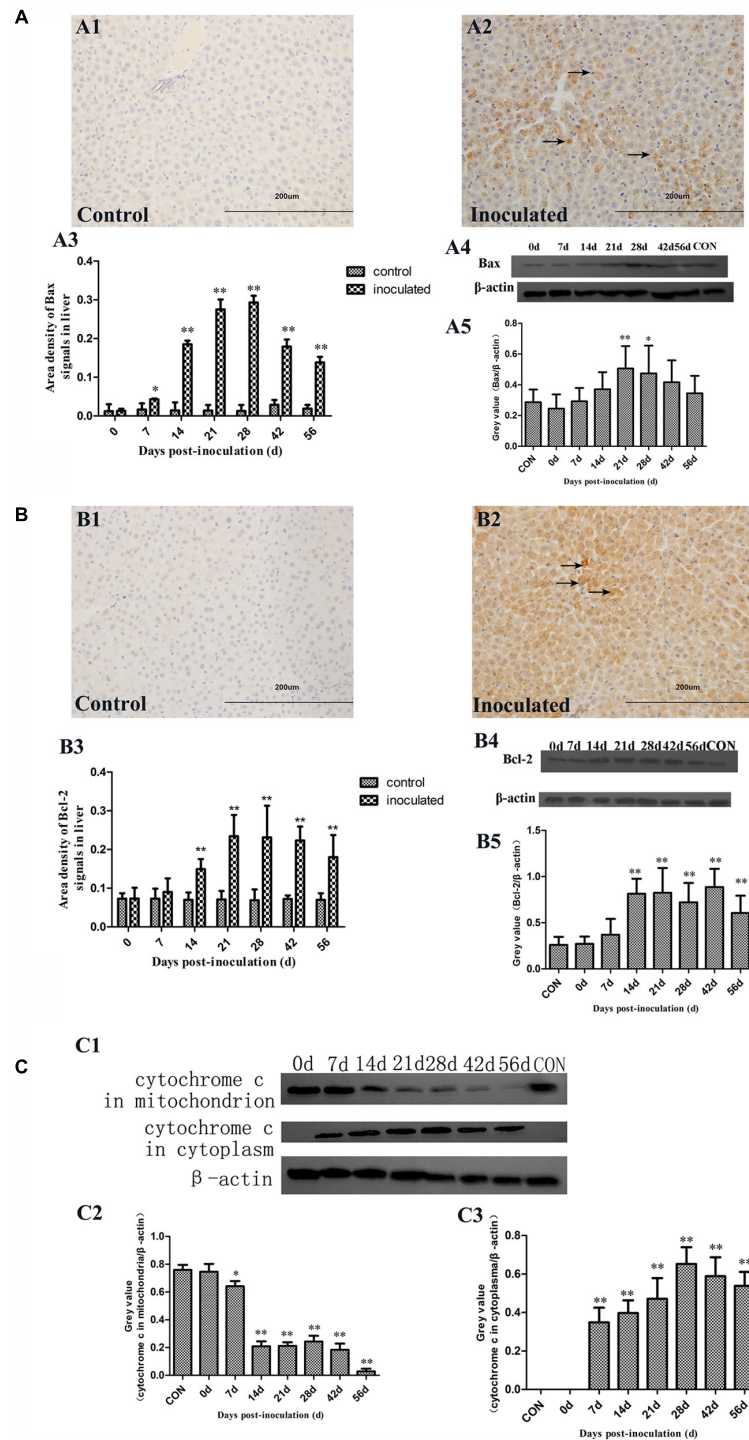 A
A1
200um
Control
A2
200um
Inoculated
A3
Area density of Bax
signals in liver
0.4
0.3
0.2
0.1
0.0
*
**
**
**
**
**
0 7 14 21 28 42 56
Days post-inoculation (d)
control
inoculated
A4
0d 7d 14d 21d 28d 42d56d CON
Bax
β-actin
A5
Grey value
(Bax/β-actin)
0.8
0.6
0.4
0.2
0.0
**
*
CON 0d 7d 14d 21d 28d 42d 56d
Days post-inoculation (d)
B
B1
200um
Control
B2
200um
Inoculated
B3
Area density of Bcl-2
signals in liver
0.4
0.3
0.2
0.1
0.0
**
**
**
**
**
0 7 14 21 28 42 56
Days post-inoculation (d)
control
inoculated
B4
0d 7d 14d 21d 28d 42d 56dCON
Bcl-2
β-actin
B5
Grey value (Bcl-2/β-actin)
1.5
1.0
0.5
0.0
**
**
**
**
**
CON 0d 7d 14d 21d 28d 42d 56d
Days post-inoculation (d)
C
C1
0d 7d 14d 21d 28d 42d 56d CON
cytochrome c
in mitochondrion
cytochrome c
in cytoplasm
β-actin
C2
Grey value
(cytochrome c in mitochondria/β-actin)
0.8
0.6
0.4
0.2
0.0
*
**
**
**
**
**
CON 0d 7d 14d 21d 28d 42d 56d
Days post-inoculation (d)
C3
Grey value
(cytochrome c in cytoplasma/β-actin)
0.8
0.6
0.4
0.2
0.0
**
**
**
**
**
**
CON 0d 7d 14d 21d 28d 42d 56d
Days post-inoculation (d)